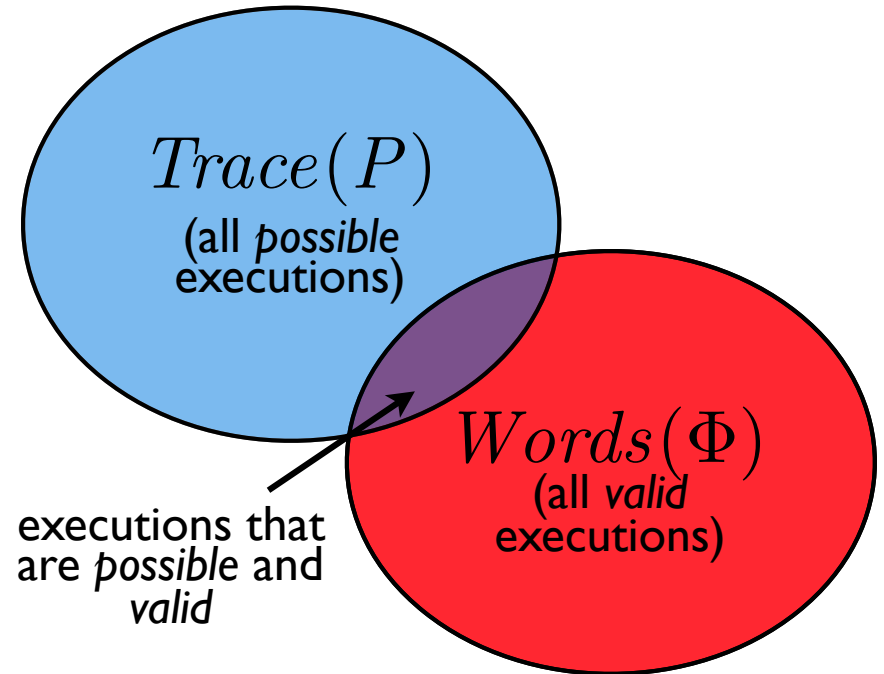 Trace(P)
(all possible
executions)
Words(Φ)
(all valid
executions)
executions that
are possible and
valid